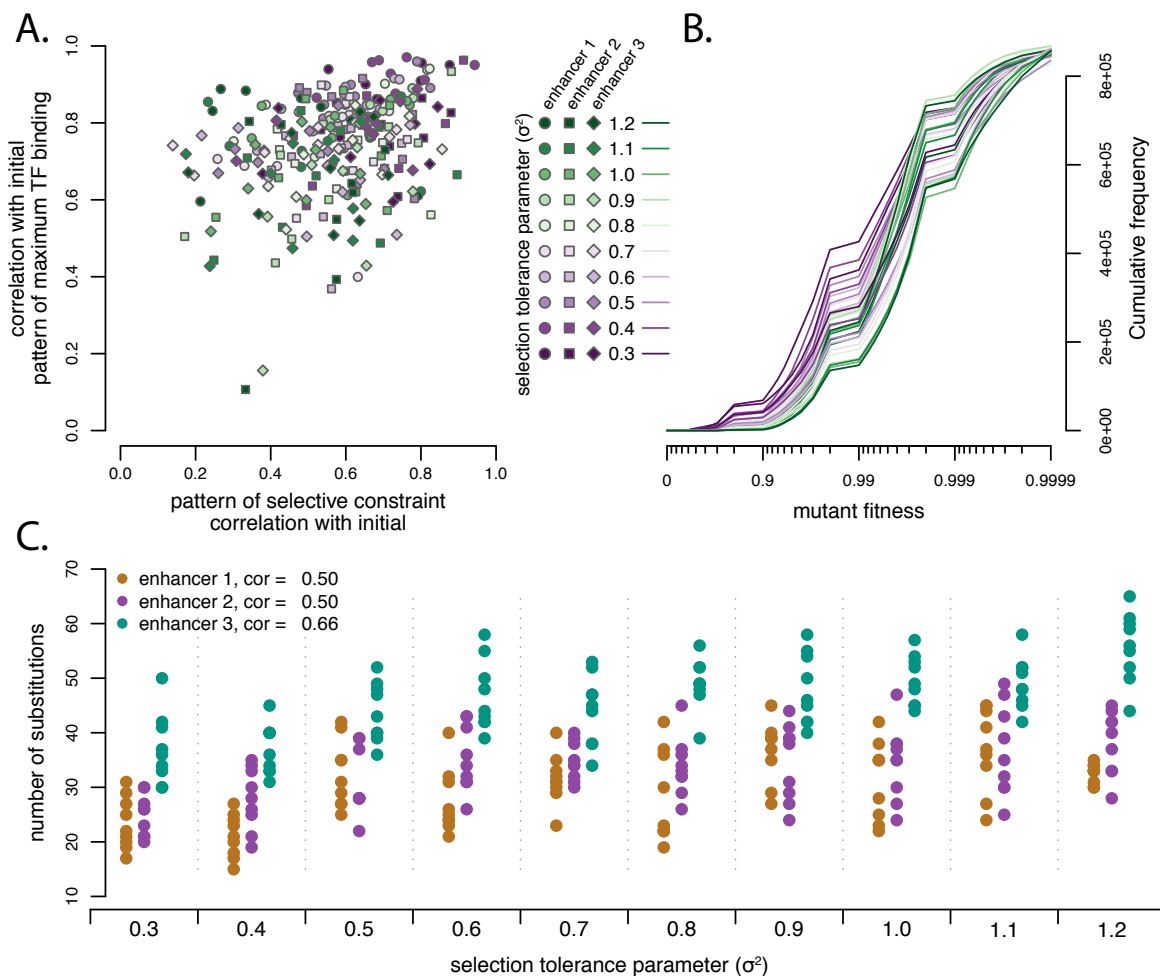 A.
correlation with initial
pattern of maximum TF binding
0.0
0.2
0.4
0.6
0.8
1.0
0.0
0.2
0.4
0.6
0.8
1.0
pattern of selective constraint
correlation with initial
enhancer 1
enhancer 2
enhancer 3
selection tolerance parameter (σ²)
1.2
1.1
1.0
0.9
0.8
0.7
0.6
0.5
0.4
0.3
B.
0
0.9
0.99
0.999
0.9999
mutant fitness
0e+00
2e+05
4e+05
6e+05
8e+05
Cumulative frequency
C.
number of substitutions
10
20
30
40
50
60
70
enhancer 1, cor = 0.50
enhancer 2, cor = 0.50
enhancer 3, cor = 0.66
0.3
0.4
0.5
0.6
0.7
0.8
0.9
1.0
1.1
1.2
selection tolerance parameter (σ²)